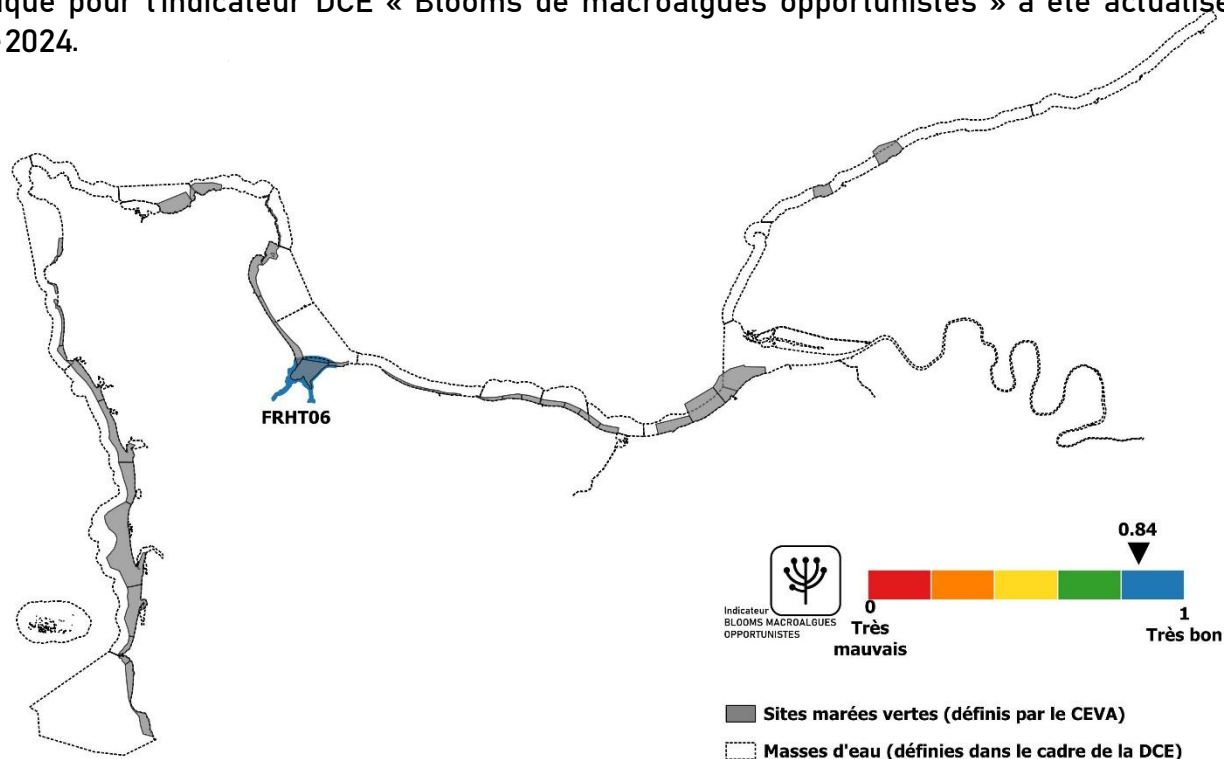 ique pour l'indicateur DCE « Blooms de macroalgues opportunistes » a été actualisé
2024.
FRHT06
0.84
Indicateur
BLOOMS MACROALGUES
OPPORTUNISTES
0
Très
mauvais
1
Très bon
Sites marées vertes (définis par le CEVA)
Masses d'eau (définies dans le cadre de la DCE)